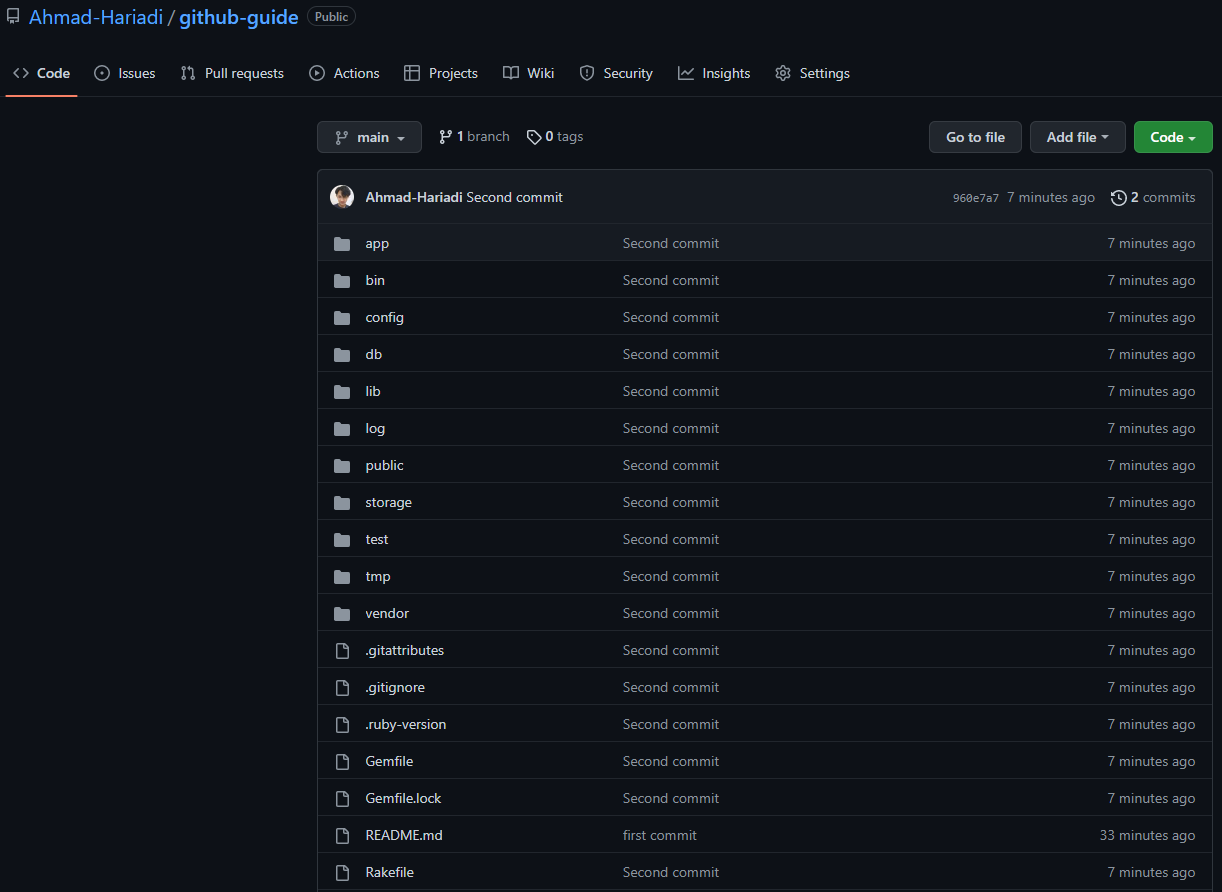 Ahmad-Hariadi / github-guide Public
Code Issues Pull requests Actions Projects Wiki Security Insights Settings
main 1 branch 0 tags Go to file Add file Code
Ahmad-Hariadi Second commit 960e7a7 7 minutes ago 2 commits
app Second commit 7 minutes ago
bin Second commit 7 minutes ago
config Second commit 7 minutes ago
db Second commit 7 minutes ago
lib Second commit 7 minutes ago
log Second commit 7 minutes ago
public Second commit 7 minutes ago
storage Second commit 7 minutes ago
test Second commit 7 minutes ago
tmp Second commit 7 minutes ago
vendor Second commit 7 minutes ago
.gitattributes Second commit 7 minutes ago
.gitignore Second commit 7 minutes ago
.ruby-version Second commit 7 minutes ago
Gemfile Second commit 7 minutes ago
Gemfile.lock Second commit 7 minutes ago
README.md first commit 33 minutes ago
Rakefile Second commit 7 minutes ago